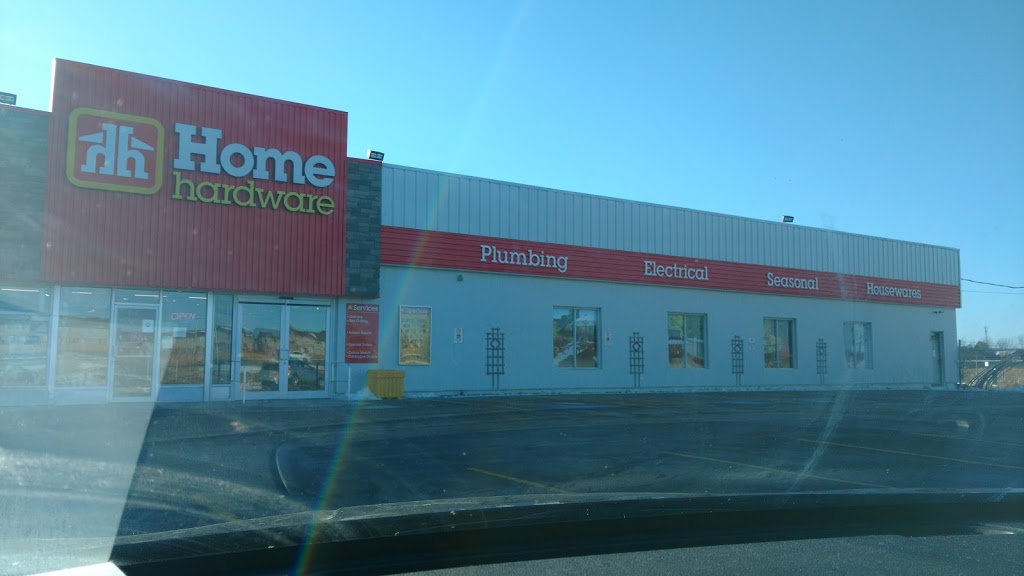 Home
hardware
Plumbing
Electrical
Seasonal
Housewares
OPEN
Services